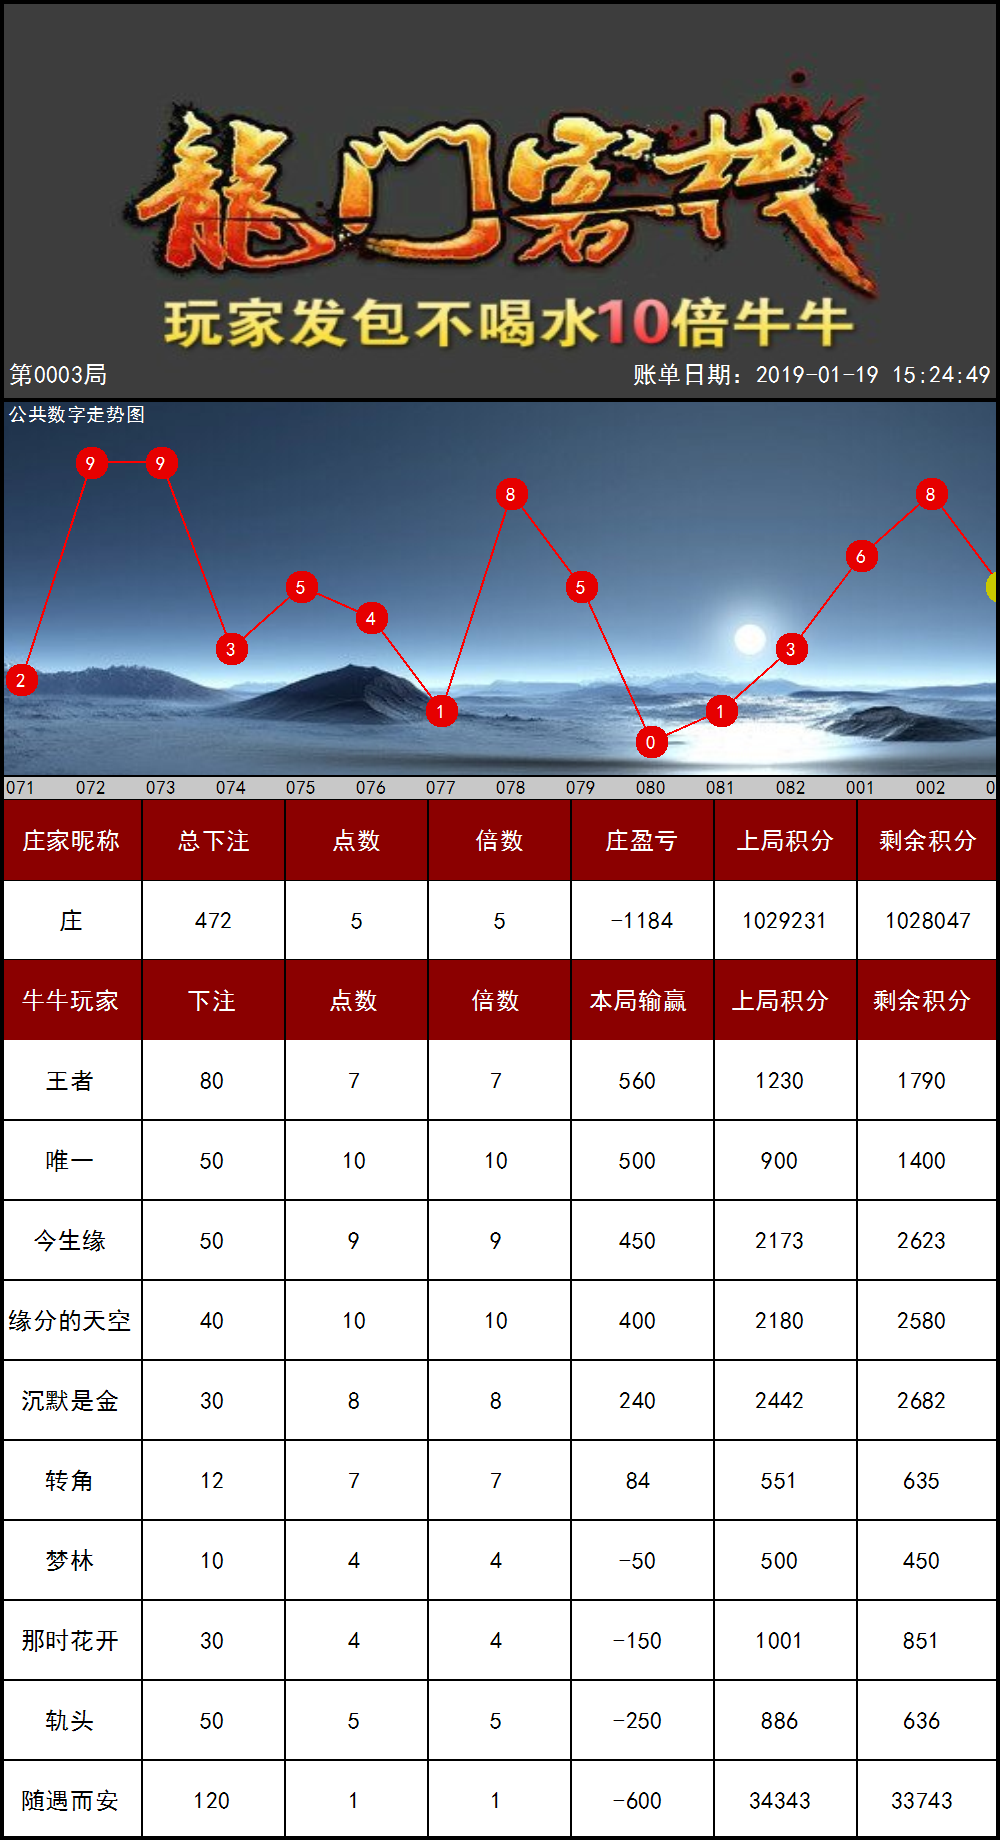 龍门客栈
玩家发包不喝水10倍牛牛
第0003局 账单日期：2019-01-19 15:24:49
公共数字走势图
9 9
8 8
6
5 5
4
3 3
2
1 1
0
071 072 073 074 075 076 077 078 079 080 081 082 001 002 0
庄家昵称 总下注 点数 倍数 庄盈亏 上局积分 剩余积分
庄 472 5 5 -1184 1029231 1028047
牛牛玩家 下注 点数 倍数 本局输赢 上局积分 剩余积分
王者 80 7 7 560 1230 1790
唯一 50 10 10 500 900 1400
今生缘 50 9 9 450 2173 2623
缘分的天空 40 10 10 400 2180 2580
沉默是金 30 8 8 240 2442 2682
转角 12 7 7 84 551 635
梦林 10 4 4 -50 500 450
那时花开 30 4 4 -150 1001 851
轨头 50 5 5 -250 886 636
随遇而安 120 1 1 -600 34343 33743